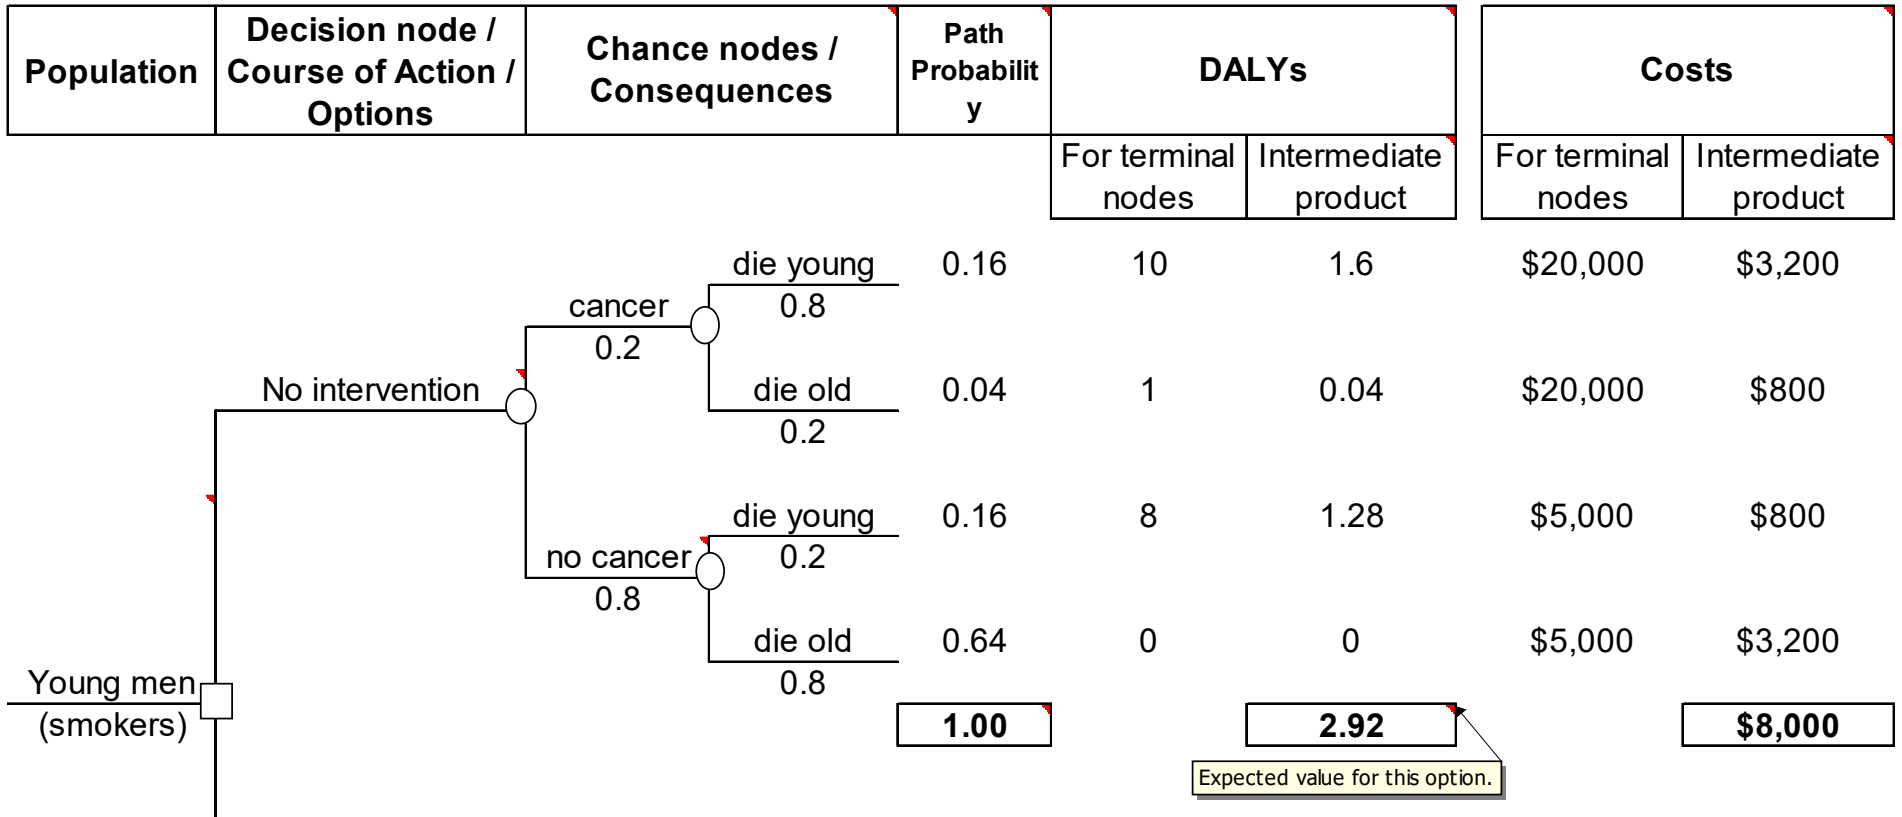 Population
Decision node /
Course of Action /
Options
Chance nodes /
Consequences
Path
Probabilit
y
DALYs
Costs
For terminal
nodes
Intermediate
product
For terminal
nodes
Intermediate
product
die young 0.16 10 1.6 $20,000 $3,200
cancer 0.8
0.2
No intervention die old 0.04 1 0.04 $20,000 $800
0.2
die young 0.16 8 1.28 $5,000 $800
no cancer 0.2
0.8
die old 0.64 0 0 $5,000 $3,200
Young men 0.8
(smokers) 1.00 2.92 $8,000
Expected value for this option.